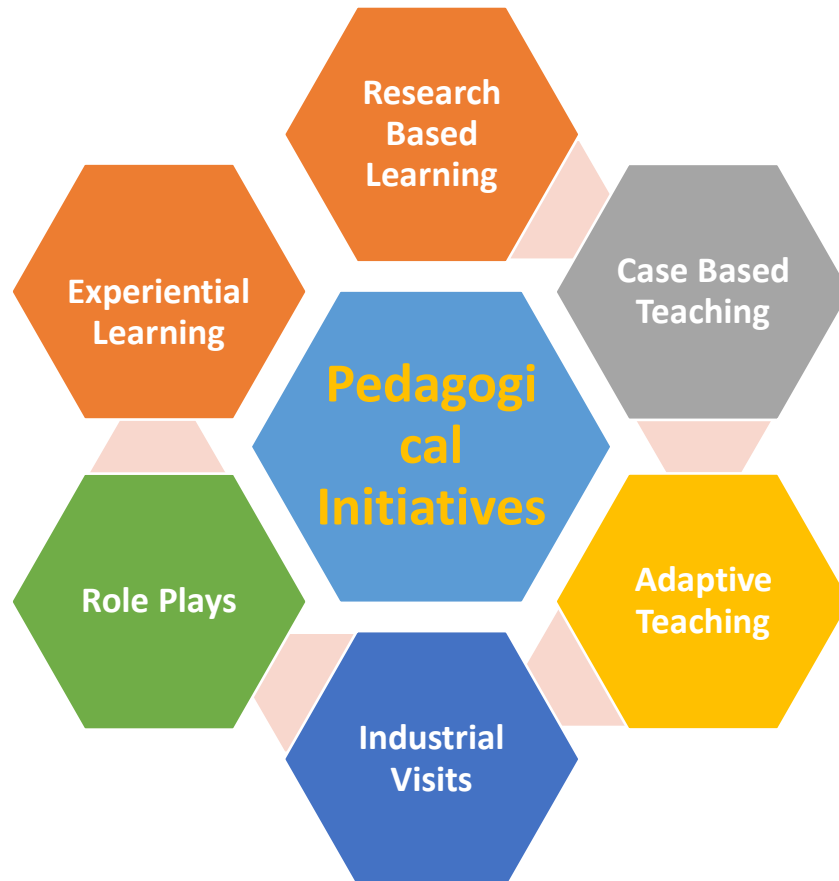 Research
Based
Learning
Case Based
Teaching
Adaptive
Teaching
Industrial
Visits
Role Plays
Experiential
Learning
Pedagogi
cal
Initiatives